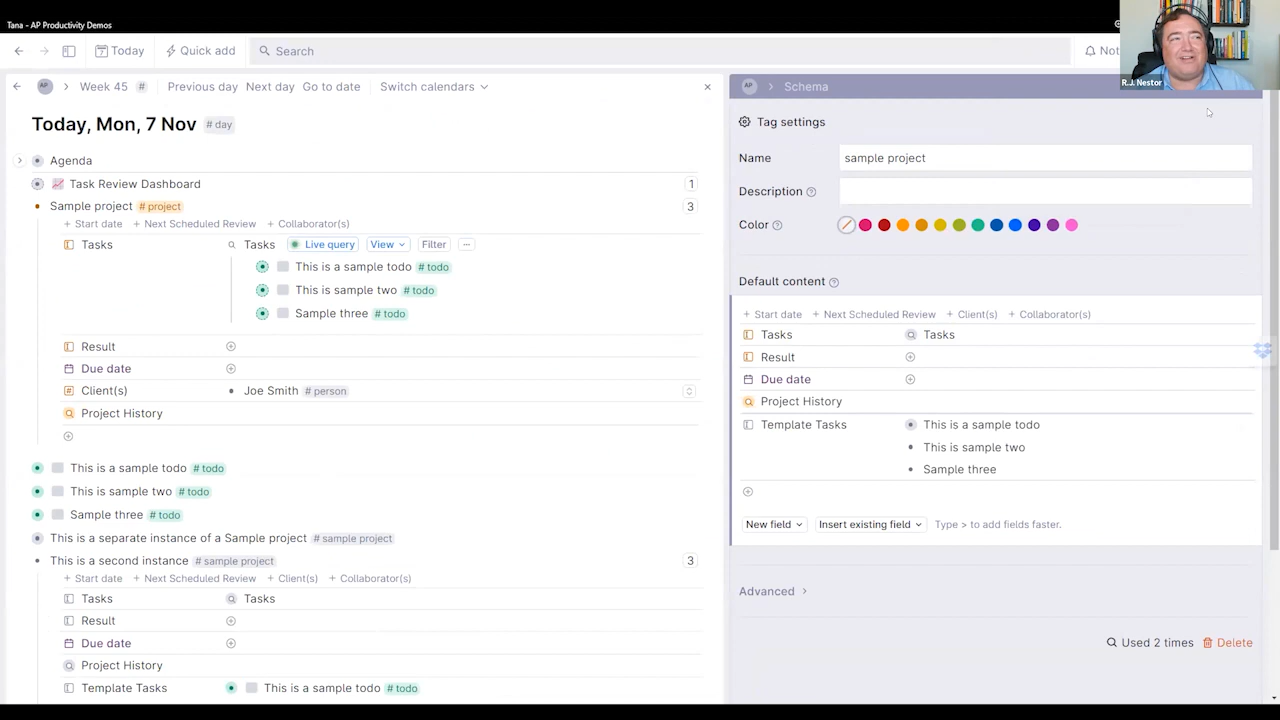 Tana - AP Productivity Demos
Today
Quick add
Search
Not
R.J. Nestor
AP
Week 45 #
Previous day Next day Go to date
Switch calendars
AP
Schema
Today, Mon, 7 Nov # day
Agenda
Task Review Dashboard 1
Sample project # project 3
+ Start date + Next Scheduled Review + Collaborator(s)
Tasks Tasks Live query View Filter ...
This is a sample todo # todo
This is sample two # todo
Sample three # todo
Result
Due date
Client(s) Joe Smith # person
Project History
This is a sample todo # todo
This is sample two # todo
Sample three # todo
This is a separate instance of a Sample project # sample project
This is a second instance # sample project 3
+ Start date + Next Scheduled Review + Client(s) + Collaborator(s)
Tasks Tasks
Result
Due date
Project History
Template Tasks This is a sample todo # todo
Tag settings
Name sample project
Description
Color
Default content
+ Start date + Next Scheduled Review + Client(s) + Collaborator(s)
Tasks Tasks
Result
Due date
Project History
Template Tasks This is a sample todo
This is sample two
Sample three
New field Insert existing field Type > to add fields faster.
Advanced
Used 2 times Delete